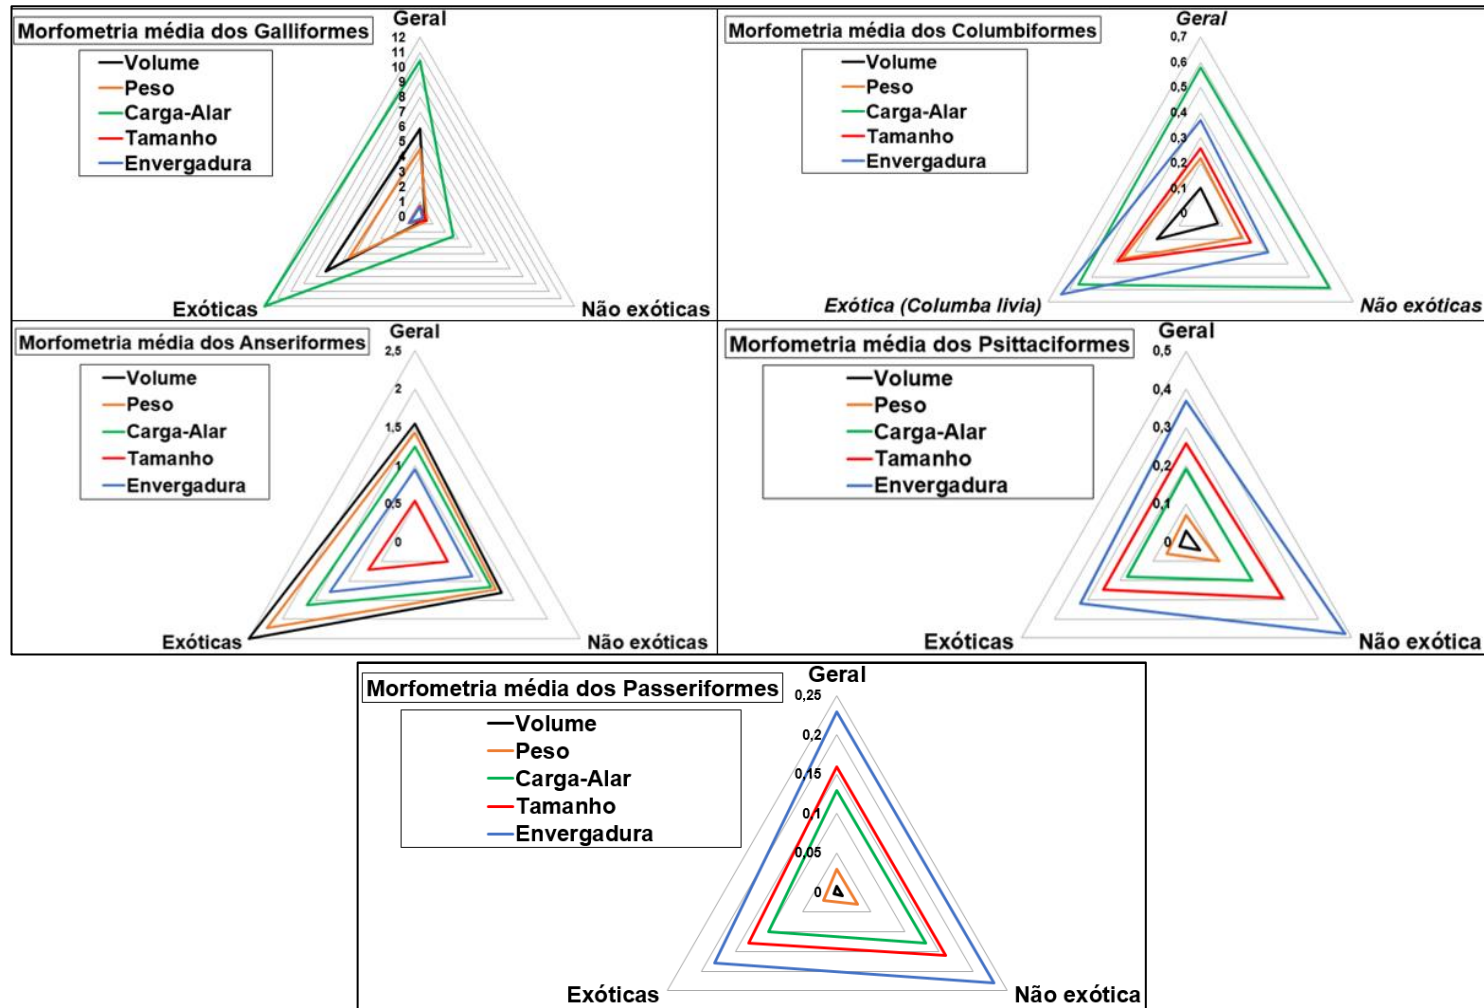 Geral
Morfometria média dos Galliformes
Volume
Peso
Carga-Alar
Tamanho
Envergadura
12
11
10
9
8
7
6
5
4
3
2
1
0
Exóticas
Não exóticas
Geral
Morfometria média dos Columbiformes
Volume
Peso
Carga-Alar
Tamanho
Envergadura
0,7
0,6
0,5
0,4
0,3
0,2
0,1
0
Exótica (Columba livia)
Não exóticas
Geral
Morfometria média dos Anseriformes
Volume
Peso
Carga-Alar
Tamanho
Envergadura
2,5
2
1,5
1
0,5
0
Exóticas
Não exóticas
Geral
Morfometria média dos Psittaciformes
Volume
Peso
Carga-Alar
Tamanho
Envergadura
0,5
0,4
0,3
0,2
0,1
0
Exóticas
Não exótica
Geral
Morfometria média dos Passeriformes
Volume
Peso
Carga-Alar
Tamanho
Envergadura
0,25
0,2
0,15
0,1
0,05
0
Exóticas
Não exótica